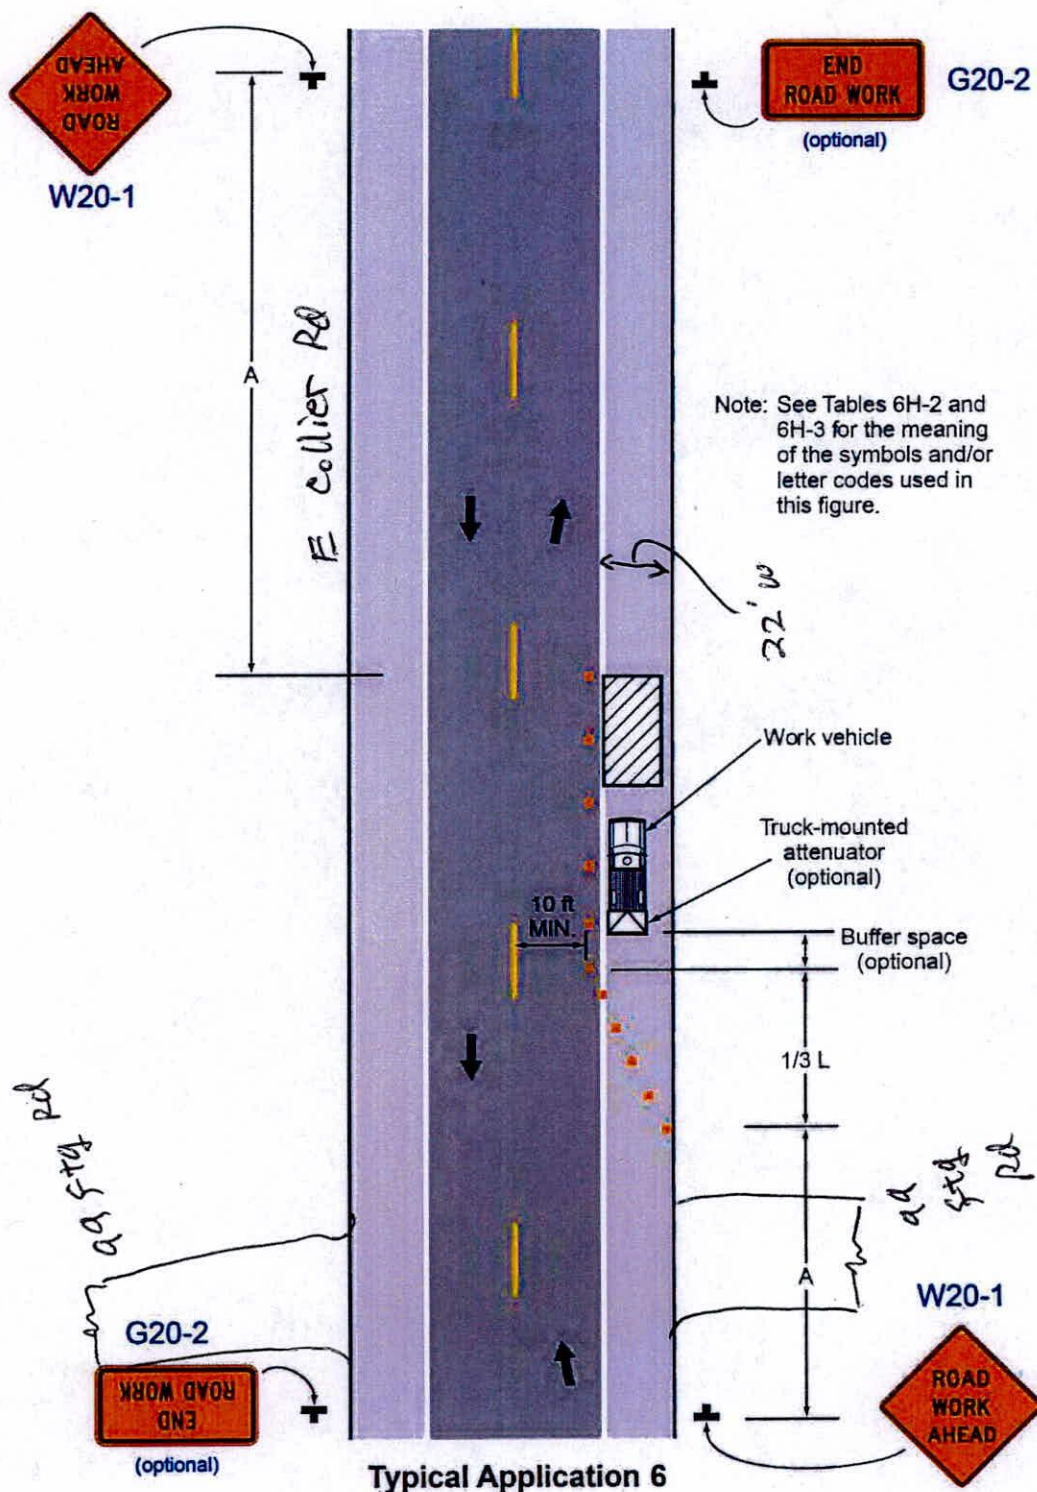 ROAD
WORK
AHEAD
W20-1
END
ROAD WORK
(optional)
G20-2
A
E Collier Rd
Note: See Tables 6H-2 and
6H-3 for the meaning
of the symbols and/or
letter codes used in
this figure.
22' w
Work vehicle
Truck-mounted
attenuator
(optional)
10 ft
MIN.
Buffer space
(optional)
1/3 L
rd
rd
A
G20-2
END
ROAD WORK
(optional)
W20-1
ROAD
WORK
AHEAD
Typical Application 6